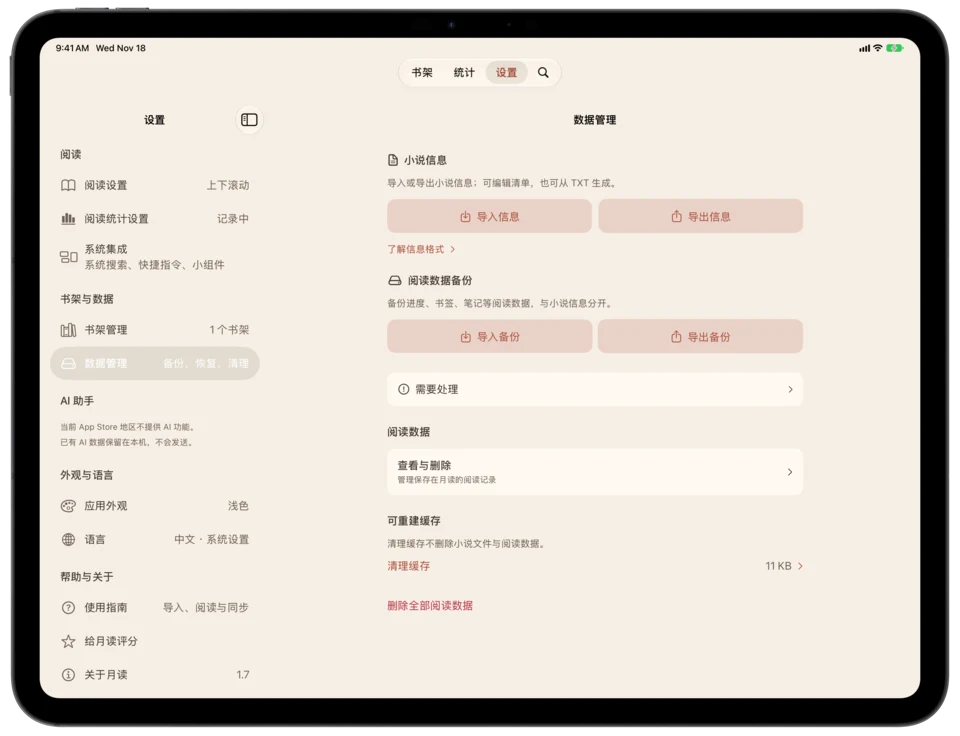 9:41 AM Wed Nov 18
书架 统计 设置
设置
阅读
阅读设置 上下滚动
阅读统计设置 记录中
系统集成
系统搜索、快捷指令、小组件
书架与数据
书架管理 1 个书架
数据管理 备份、恢复、清理
AI 助手
当前 App Store 地区不提供 AI 功能。
已有 AI 数据保留在本机，不会发送。
外观与语言
应用外观 浅色
语言 中文 · 系统设置
帮助与关于
使用指南 导入、阅读与同步
给月读评分
关于月读 1.7
数据管理
小说信息
导入或导出小说信息；可编辑清单，也可从 TXT 生成。
导入信息 导出信息
了解信息格式
阅读数据备份
备份进度、书签、笔记等阅读数据，与小说信息分开。
导入备份 导出备份
需要处理
阅读数据
查看与删除
管理保存在月读的阅读记录
可重建缓存
清理缓存不删除小说文件与阅读数据。
清理缓存 11 KB
删除全部阅读数据